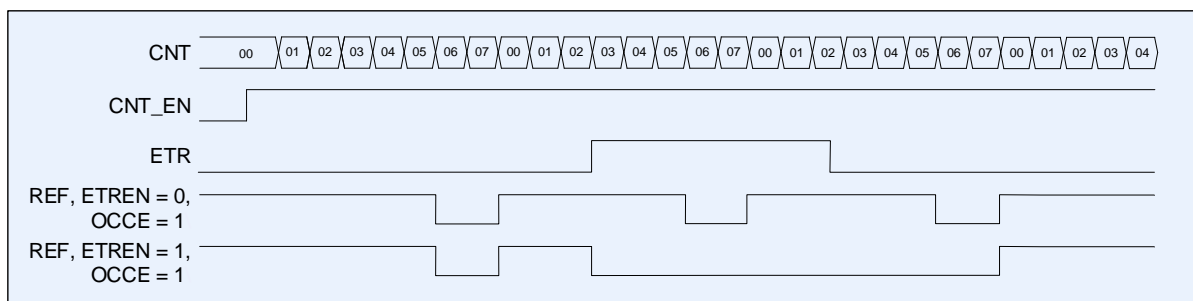 CNT 00 01 02 03 04 05 06 07 00 01 02 03 04 05 06 07 00 01 02 03 04 05 06 07 00 01 02 03 04
CNT_EN
ETR
REF, ETREN = 0,
OCCE = 1
REF, ETREN = 1,
OCCE = 1